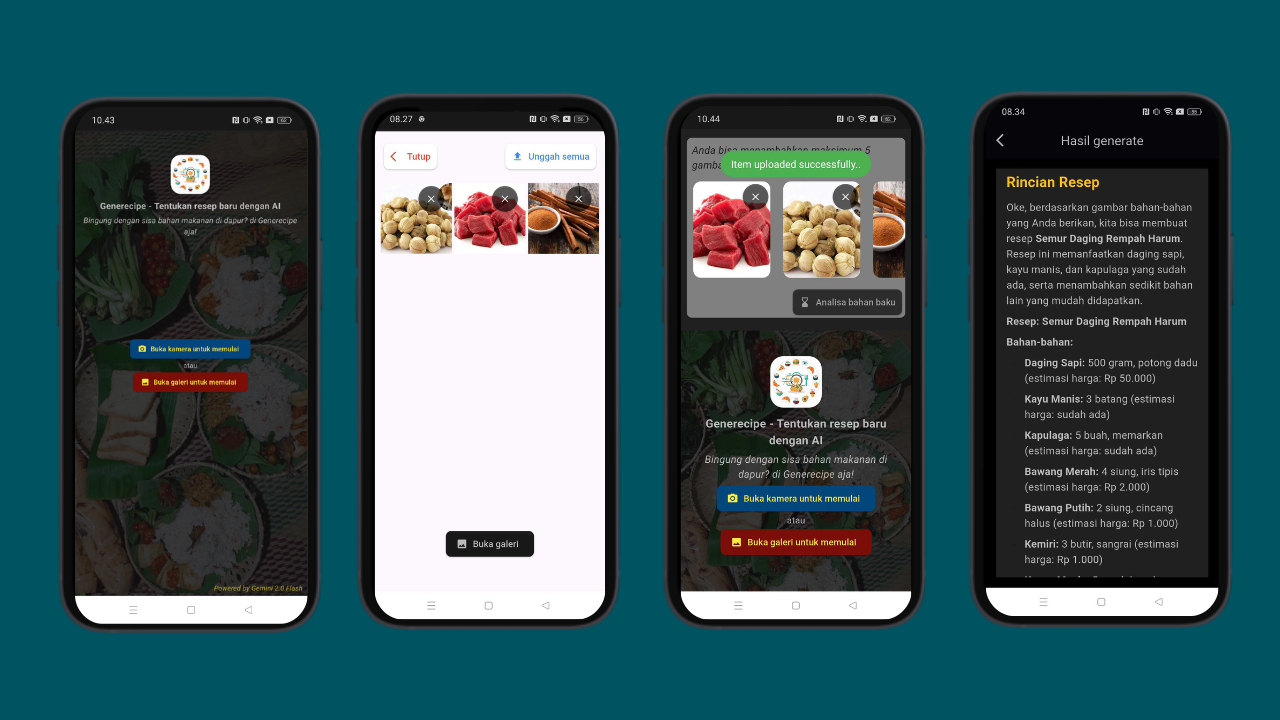 10.43
Generecipe - Tentukan resep baru dengan AI
Bingung dengan sisa bahan makanan di dapur? di Generecipe
aja!
Buka kamera untuk memulai
atau
Buka galeri untuk memulai
Powered by Gemini 2.0 Flash
08.27
Tutup
Unggah semua
Buka galeri
10.44
Anda bisa menambahkan maksimum 5
gamba
Item uploaded successfully..
Analisa bahan baku
Generecipe - Tentukan resep baru
dengan AI
Bingung dengan sisa bahan makanan di
dapur? di Generecipe aja!
Buka kamera untuk memulai
atau
Buka galeri untuk memulai
08.34
Hasil generate
Rincian Resep
Oke, berdasarkan gambar bahan-bahan
yang Anda berikan, kita bisa membuat
resep Semur Daging Rempah Harum.
Resep ini memanfaatkan daging sapi,
kayu manis, dan kapulaga yang sudah
ada, serta menambahkan sedikit bahan
lain yang mudah didapatkan.
Resep: Semur Daging Rempah Harum
Bahan-bahan:
Daging Sapi: 500 gram, potong dadu
(estimasi harga: Rp 50.000)
Kayu Manis: 3 batang (estimasi
harga: sudah ada)
Kapulaga: 5 buah, memarkan
(estimasi harga: sudah ada)
Bawang Merah: 4 siung, iris tipis
(estimasi harga: Rp 2.000)
Bawang Putih: 2 siung, cincang
halus (estimasi harga: Rp 1.000)
Kemiri: 3 butir, sangrai (estimasi
harga: Rp 1.000)